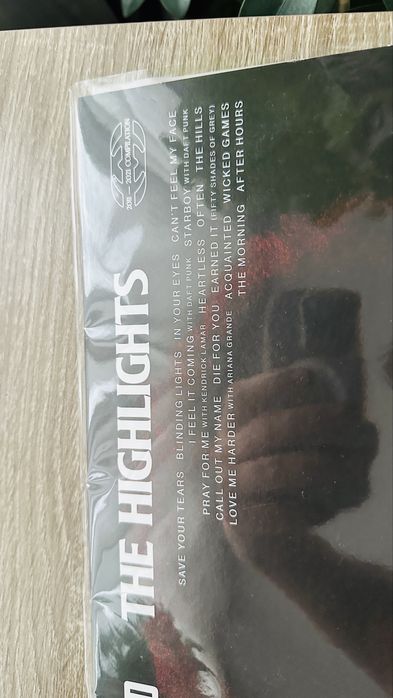 THE HIGHLIGHTS
2011 — 2021 COMPILATION
SAVE YOUR TEARS BLINDING LIGHTS IN YOUR EYES CAN'T FEEL MY FACE
I FEEL IT COMING WITH DAFT PUNK STARBOY WITH DAFT PUNK
PRAY FOR ME WITH KENDRICK LAMAR HEARTLESS OFTEN THE HILLS
CALL OUT MY NAME DIE FOR YOU EARNED IT (FIFTY SHADES OF GREY)
LOVE ME HARDER WITH ARIANA GRANDE ACQUAINTED WICKED GAMES
THE MORNING AFTER HOURS